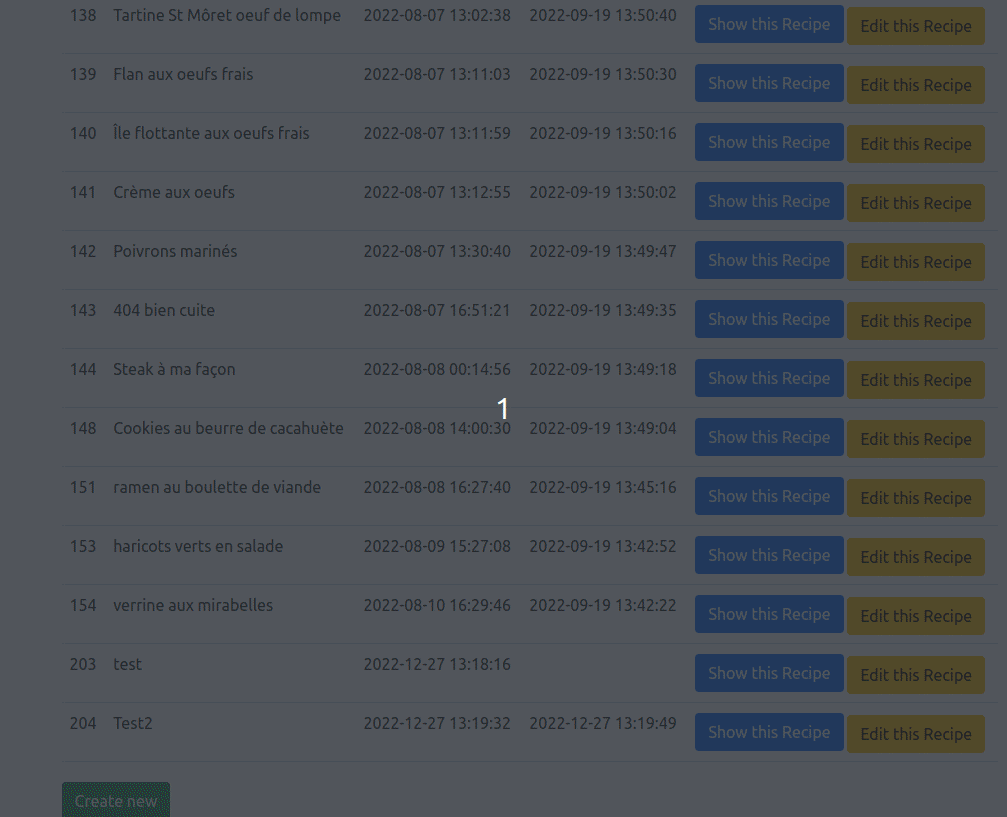 138 Tartine St Môret oeuf de lompe 2022-08-07 13:02:38 2022-09-19 13:50:40 Show this Recipe Edit this Recipe
139 Flan aux oeufs frais 2022-08-07 13:11:03 2022-09-19 13:50:30 Show this Recipe Edit this Recipe
140 Île flottante aux oeufs frais 2022-08-07 13:11:59 2022-09-19 13:50:16 Show this Recipe Edit this Recipe
141 Crème aux oeufs 2022-08-07 13:12:55 2022-09-19 13:50:02 Show this Recipe Edit this Recipe
142 Poivrons marinés 2022-08-07 13:30:40 2022-09-19 13:49:47 Show this Recipe Edit this Recipe
143 404 bien cuite 2022-08-07 16:51:21 2022-09-19 13:49:35 Show this Recipe Edit this Recipe
144 Steak à ma façon 2022-08-08 00:14:56 2022-09-19 13:49:18 Show this Recipe Edit this Recipe
1
148 Cookies au beurre de cacahuète 2022-08-08 14:00:30 2022-09-19 13:49:04 Show this Recipe Edit this Recipe
151 ramen au boulette de viande 2022-08-08 16:27:40 2022-09-19 13:45:16 Show this Recipe Edit this Recipe
153 haricots verts en salade 2022-08-09 15:27:08 2022-09-19 13:42:52 Show this Recipe Edit this Recipe
154 verrine aux mirabelles 2022-08-10 16:29:46 2022-09-19 13:42:22 Show this Recipe Edit this Recipe
203 test 2022-12-27 13:18:16 Show this Recipe Edit this Recipe
204 Test2 2022-12-27 13:19:32 2022-12-27 13:19:49 Show this Recipe Edit this Recipe
Create new